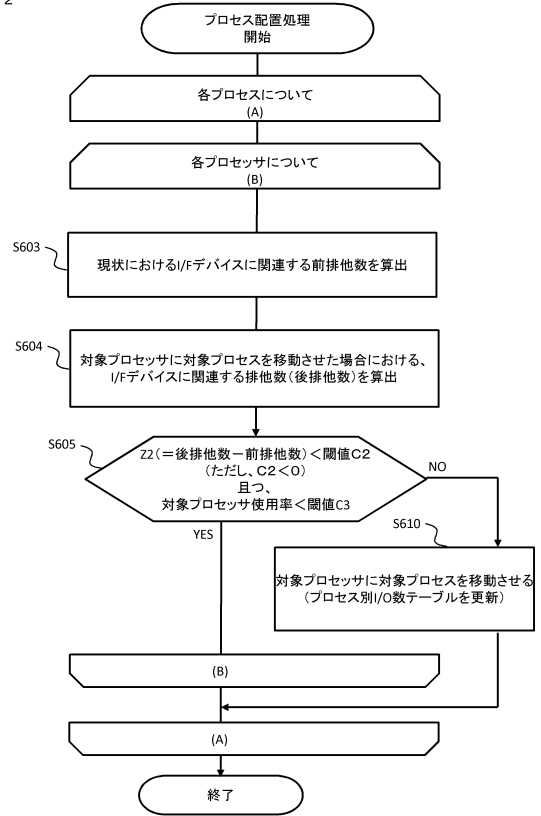 2
プロセス配置処理
開始
各プロセスについて
(A)
各プロセッサについて
(B)
S603
現状におけるI/Fデバイスに関連する前排他数を算出
S604
対象プロセッサに対象プロセスを移動させた場合における、
I/Fデバイスに関連する排他数（後排他数）を算出
S605
Z2（＝後排他数－前排他数）＜閾値C2
（ただし、C2＜0）
且つ、
対象プロセッサ使用率＜閾値C3
NO
YES
S610
対象プロセッサに対象プロセスを移動させる
（プロセス別I/O数テーブルを更新）
(B)
(A)
終了